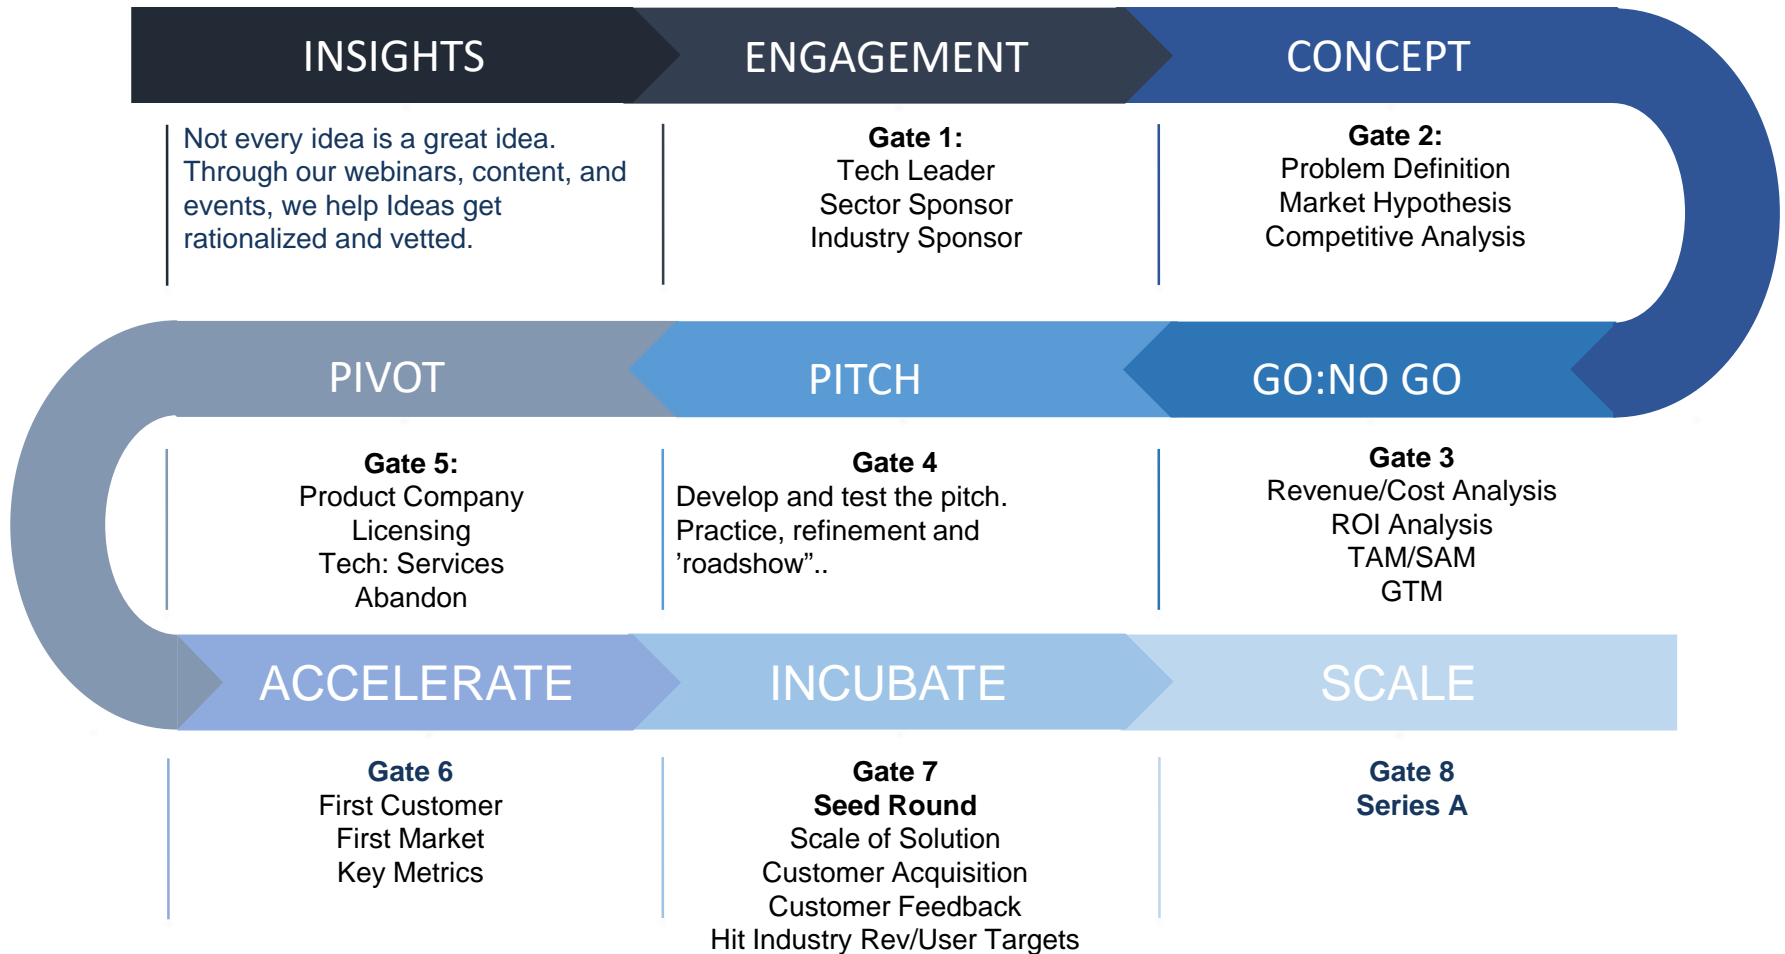 INSIGHTS
ENGAGEMENT
CONCEPT
Not every idea is a great idea.
Through our webinars, content, and
events, we help Ideas get
rationalized and vetted.
Gate 1:
Tech Leader
Sector Sponsor
Industry Sponsor
Gate 2:
Problem Definition
Market Hypothesis
Competitive Analysis
PIVOT
PITCH
GO:NO GO
Gate 5:
Product Company
Licensing
Tech: Services
Abandon
Gate 4
Develop and test the pitch.
Practice, refinement and
’roadshow”..
Gate 3
Revenue/Cost Analysis
ROI Analysis
TAM/SAM
GTM
ACCELERATE
INCUBATE
SCALE
Gate 6
First Customer
First Market
Key Metrics
Gate 7
Seed Round
Scale of Solution
Customer Acquisition
Customer Feedback
Hit Industry Rev/User Targets
Gate 8
Series A